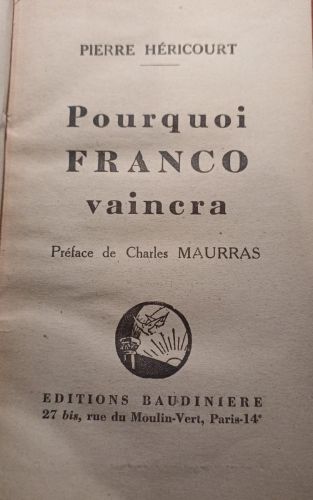 PIERRE HÉRICOURT
Pourquoi
FRANCO
vaincra
Préface de Charles MAURRAS
EDITIONS BAUDINIERE
27 bis, rue du Moulin-Vert, Paris-14e